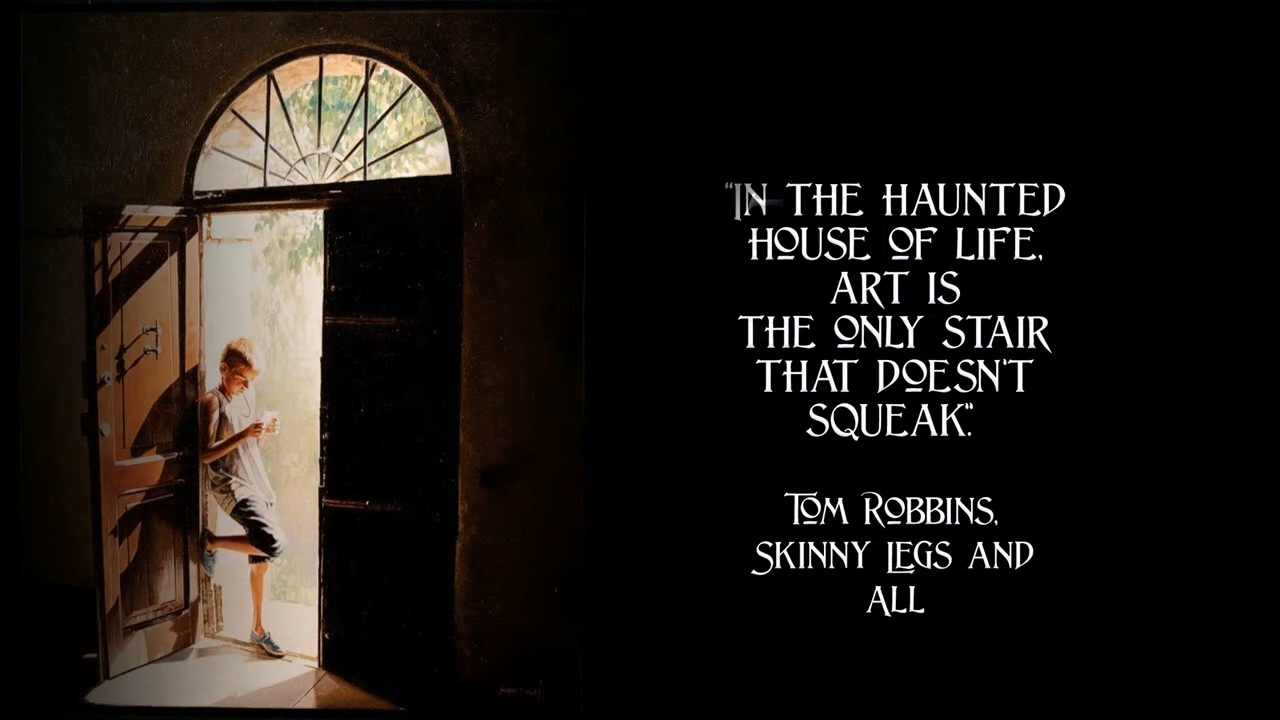 “IN THE HAUNTED
HOUSE OF LIFE,
ART IS
THE ONLY STAIR
THAT DOESN'T
SQUEAK.”
TOM ROBBINS,
SKINNY LEGS AND
ALL